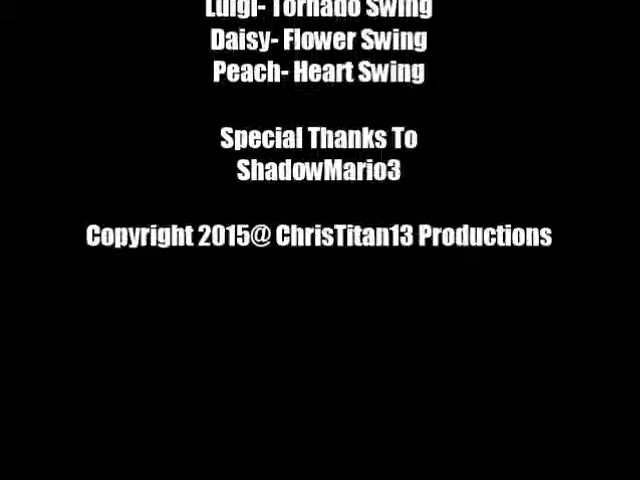 Luigi- Tornado Swing
Daisy- Flower Swing
Peach- Heart Swing
Special Thanks To
ShadowMario3
Copyright 2015@ ChrisTitan13 Productions